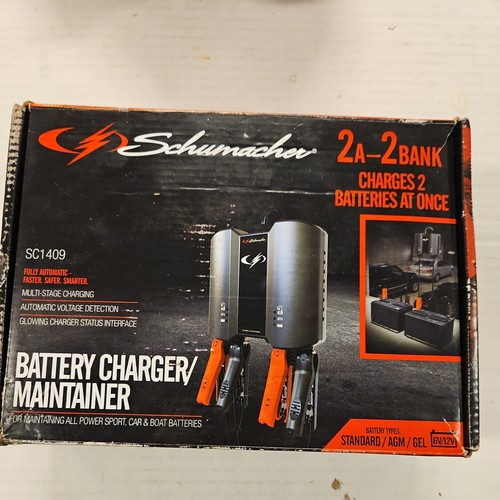 Schumacher
2A-2BANK
CHARGES 2
BATTERIES AT ONCE
SC1409
FULLY AUTOMATIC -
FASTER. SAFER. SMARTER.
MULTI-STAGE CHARGING
AUTOMATIC VOLTAGE DETECTION
GLOWING CHARGER STATUS INTERFACE
Schumacher
BATTERY CHARGER/
MAINTAINER
FOR MAINTAINING ALL POWER SPORT, CAR & BOAT BATTERIES
BATTERY TYPES:
STANDARD / AGM / GEL
6V/12V